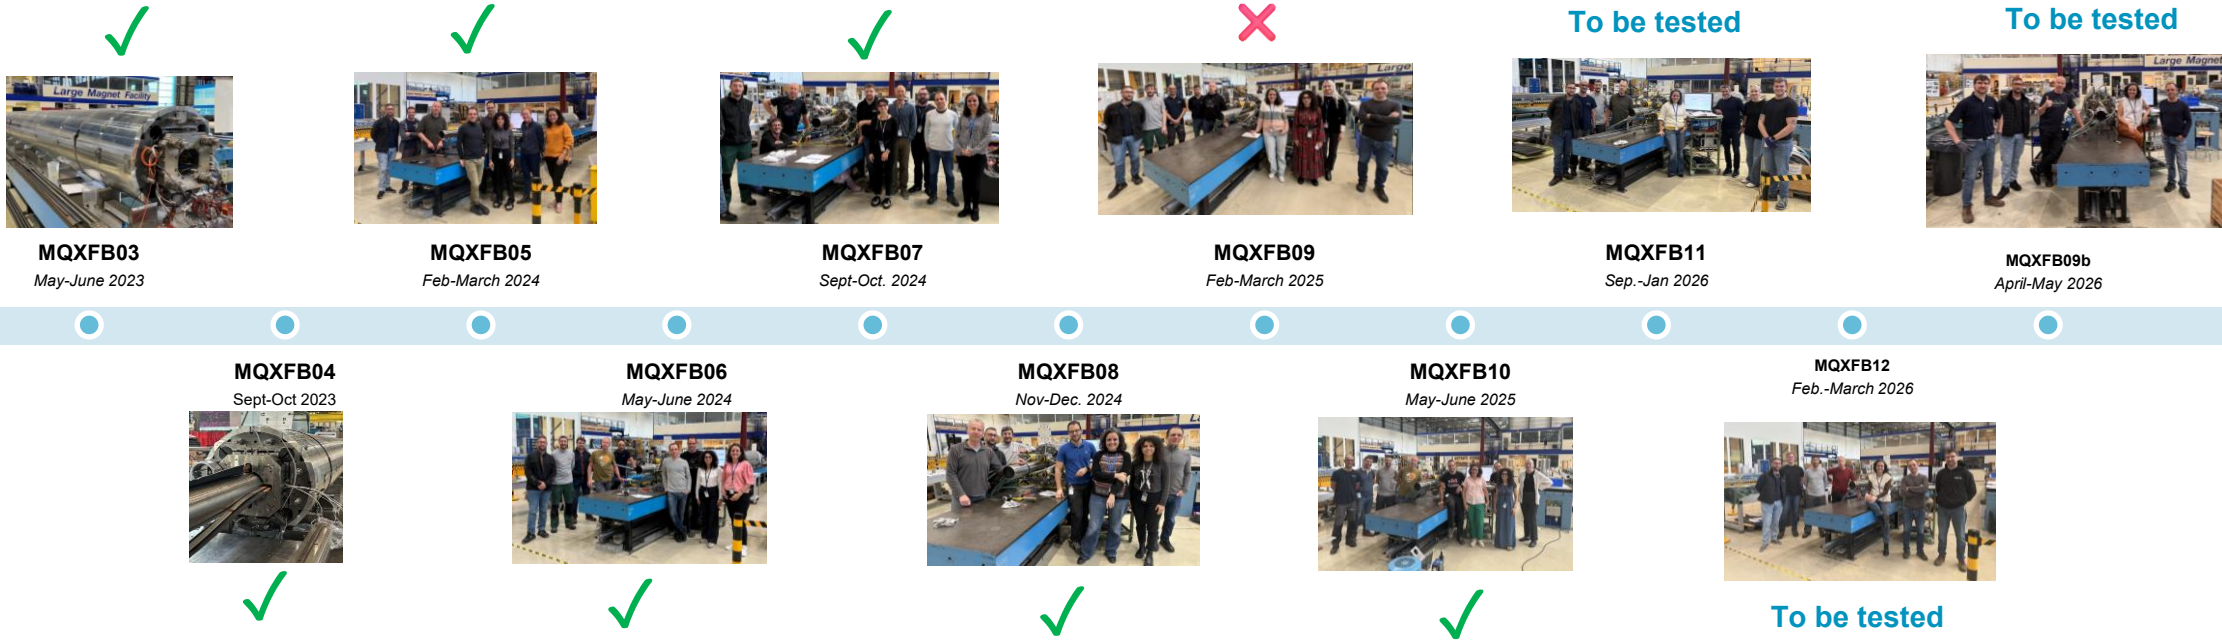 To be tested
To be tested
Large Magnet Facility
Large
Large Magnet
MQXFB03
May-June 2023
MQXFB05
Feb-March 2024
MQXFB07
Sept-Oct. 2024
MQXFB09
Feb-March 2025
MQXFB11
Sep.-Jan 2026
MQXFB09b
April-May 2026
MQXFB04
Sept-Oct 2023
MQXFB06
May-June 2024
MQXFB08
Nov-Dec. 2024
MQXFB10
May-June 2025
MQXFB12
Feb.-March 2026
To be tested